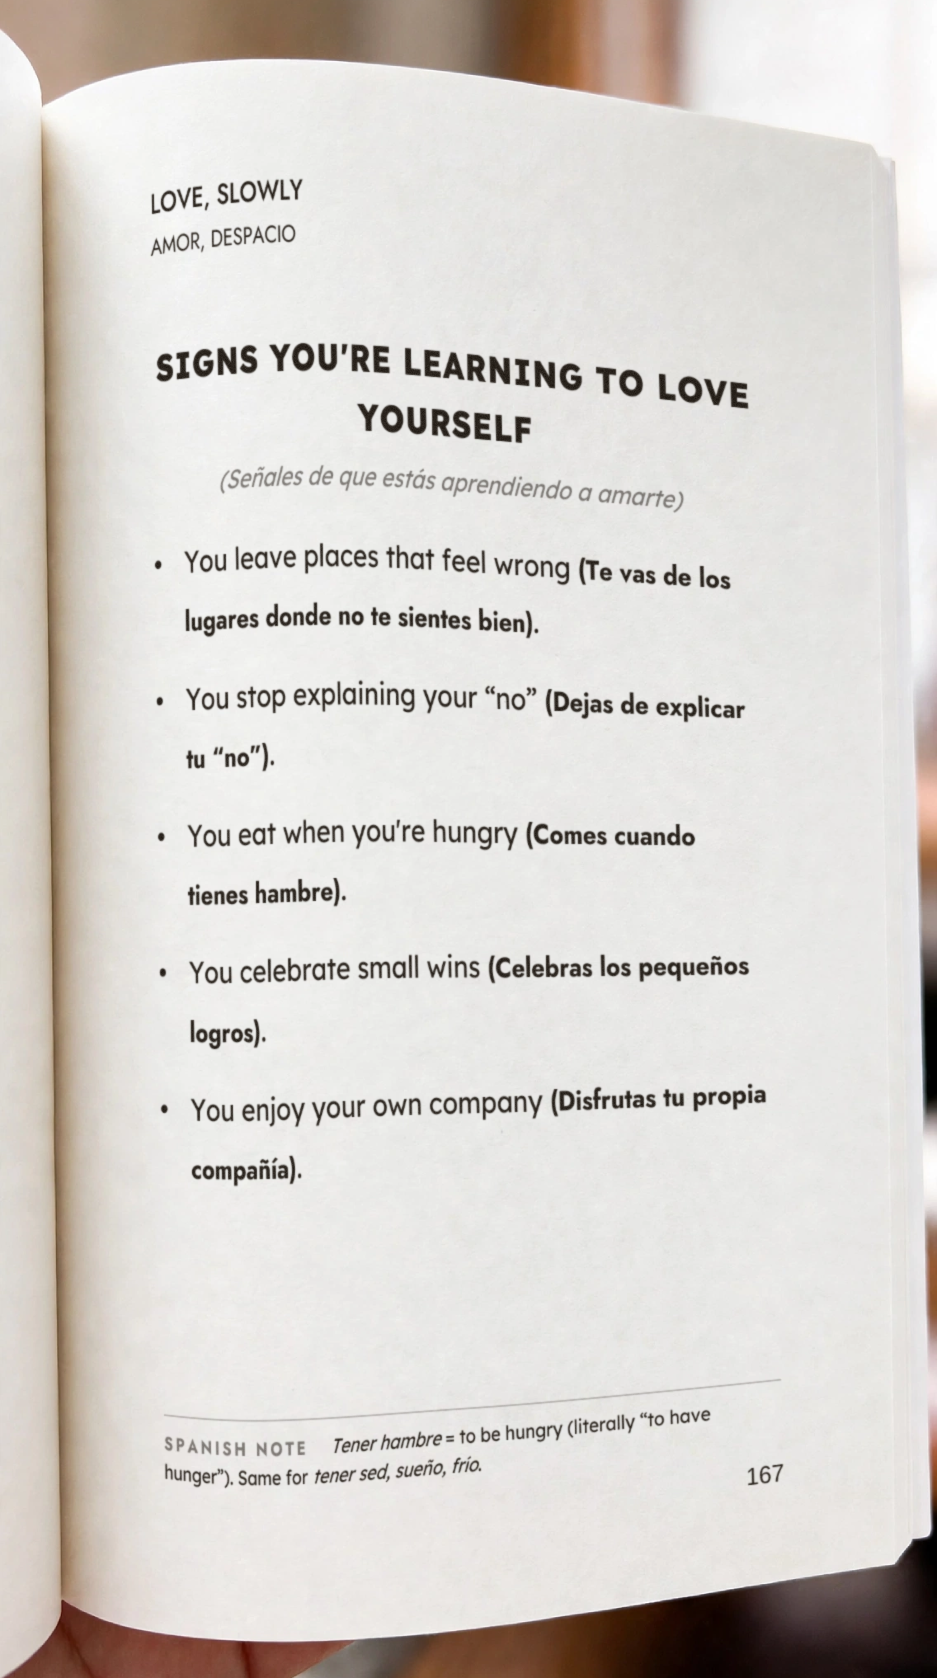 LOVE, SLOWLY
AMOR, DESPACIO
SIGNS YOU'RE LEARNING TO LOVE
YOURSELF
(Señales de que estás aprendiendo a amarte)
• You leave places that feel wrong (Te vas de los
lugares donde no te sientes bien).
• You stop explaining your “no” (Dejas de explicar
tu “no”).
• You eat when you're hungry (Comes cuando
tienes hambre).
• You celebrate small wins (Celebras los pequeños
logros).
• You enjoy your own company (Disfrutas tu propia
compañía).
SPANISH NOTE Tener hambre = to be hungry (literally “to have
hunger”). Same for tener sed, sueño, frío.
167